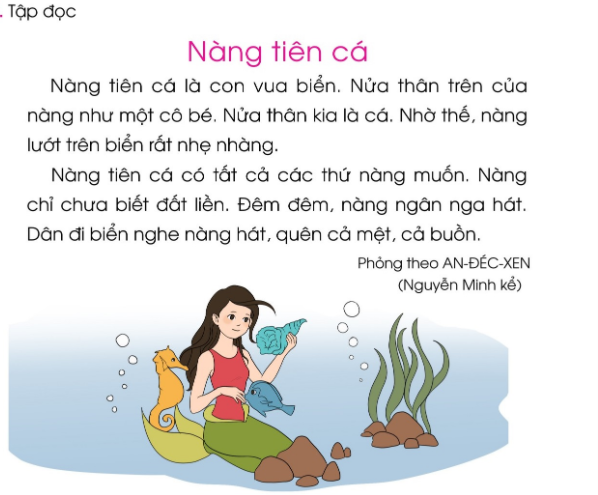 . Tập đọc
Nàng tiên cá
Nàng tiên cá là con vua biển. Nửa thân trên của
nàng như một cô bé. Nửa thân kia là cá. Nhờ thế, nàng
lướt trên biển rất nhẹ nhàng.
Nàng tiên cá có tất cả các thứ nàng muốn. Nàng
chỉ chưa biết đất liền. Đêm đêm, nàng ngân nga hát.
Dân đi biển nghe nàng hát, quên cả mệt, cả buồn.
Phỏng theo AN-ĐÉC-XEN
(Nguyễn Minh kể)